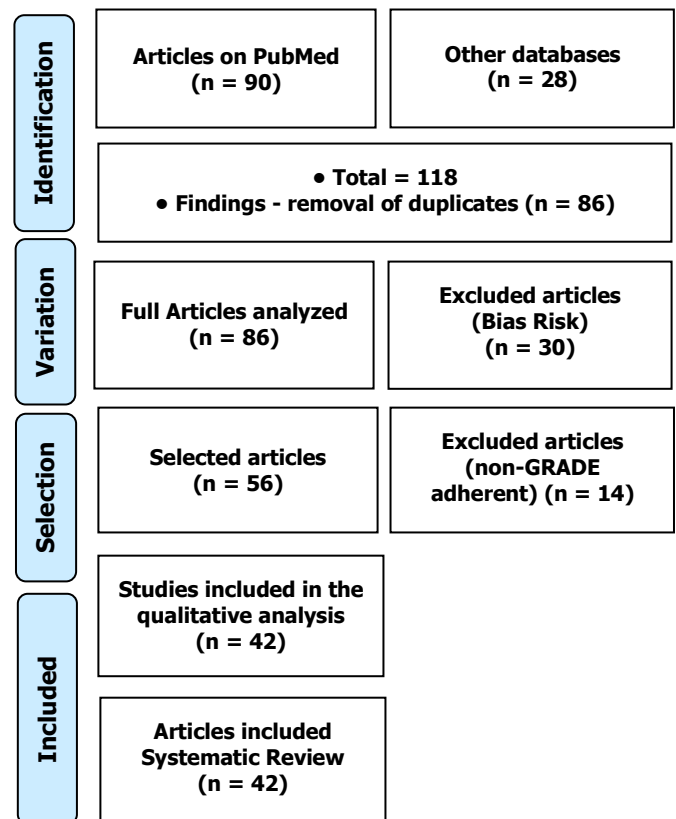 Identification
Articles on PubMed
(n = 90)
Other databases
(n = 28)
• Total = 118
• Findings - removal of duplicates (n = 86)
Variation
Full Articles analyzed
(n = 86)
Excluded articles
(Bias Risk)
(n = 30)
Selection
Selected articles
(n = 56)
Excluded articles
(non-GRADE
adherent) (n = 14)
Included
Studies included in the
qualitative analysis
(n = 42)
Articles included
Systematic Review
(n = 42)